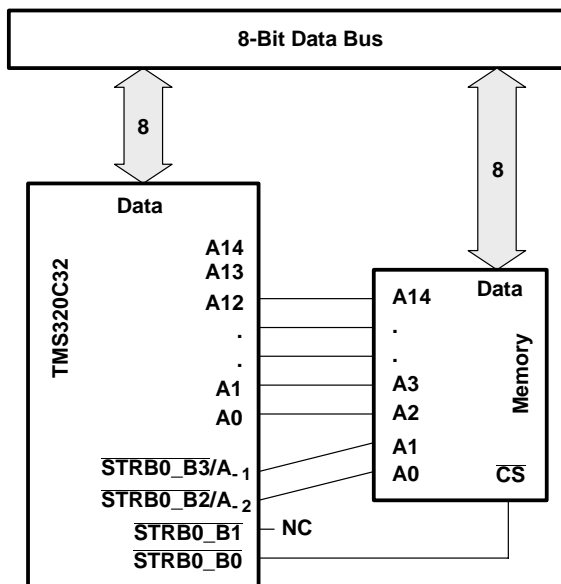 8-Bit Data Bus
8
8
Data
TMS320C32
A14
A13
A12
.
.
A1
A0
STRB0_B3/A-1
STRB0_B2/A-2
STRB0_B1
NC
STRB0_B0
Data
Memory
A14
.
.
A3
A2
A1
A0
CS